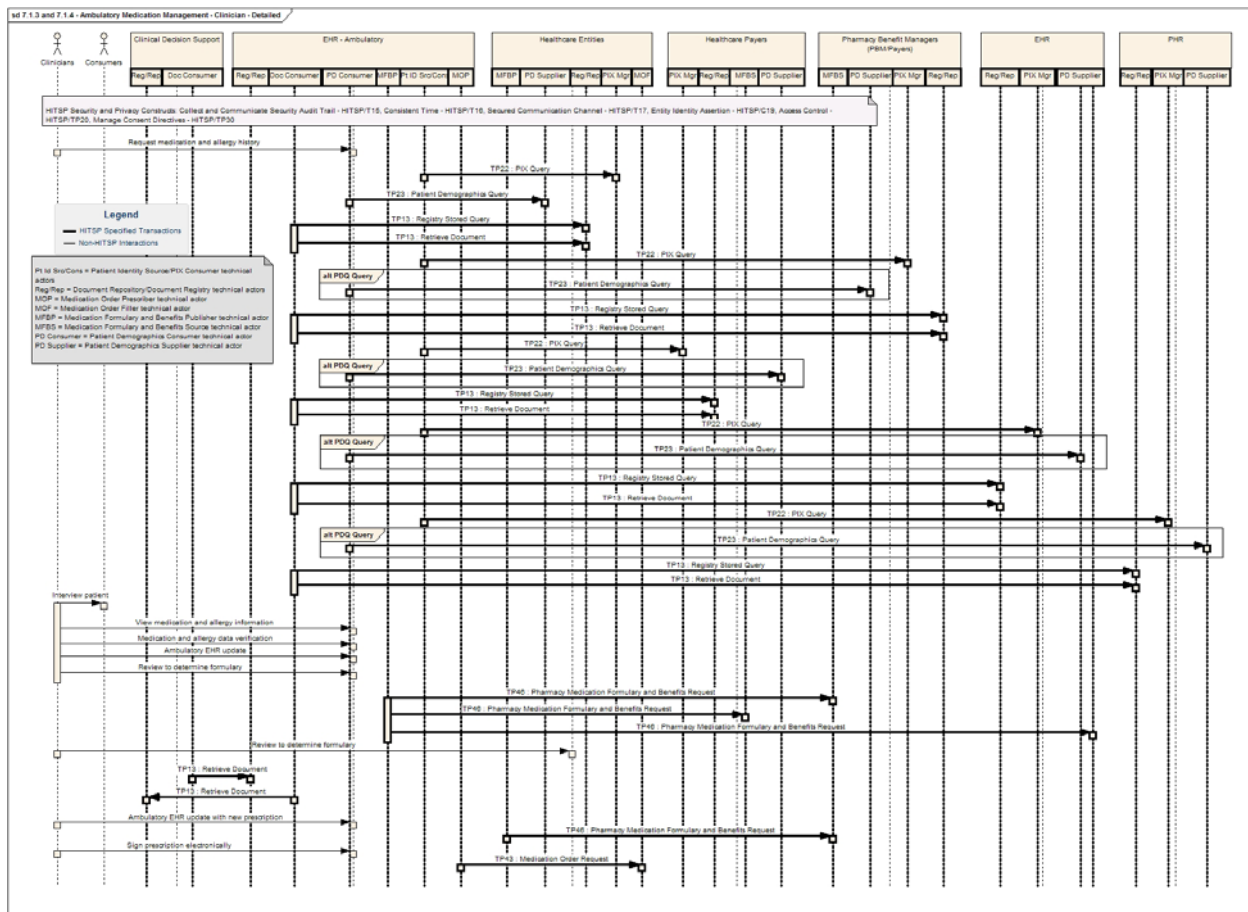 sd 7.1.3 and 7.1.4 - Ambulatory Medication Management - Clinician - Detailed
Clinicians
Consumers
Clinical Decision Support
EHR - Ambulatory
Healthcare Entities
Healthcare Payers
Pharmacy Benefit Managers
(PBM/Payers)
EHR
PHR
Reg/Rep
Doc Consumer
Reg/Rep
Doc Consumer
PD Consumer
MFBP
Pt ID Src/Cons
MOP
MFBP
PD Supplier
Reg/Rep
PIX Mgr
MOF
PIX Mgr
Reg/Rep
MFBS
PD Supplier
MFBS
PD Supplier
PIX Mgr
Reg/Rep
Reg/Rep
PIX Mgr
PD Supplier
Reg/Rep
PIX Mgr
PD Supplier
HITSP Security and Privacy Constructs: Collect and Communicate Security Audit Trail - HITSP/T15, Consistent Time - HITSP/T16, Secured Communication Channel - HITSP/T17, Entity Identity Assertion - HITSP/C19, Access Control -
HITSP/TP20, Manage Consent Directives - HITSP/TP30
Request medication and allergy history
TP22 : PIX Query
TP23 : Patient Demographics Query
Legend
HITSP Specified Transactions
Non-HITSP Interactions
TP13 : Registry Stored Query
TP13 : Retrieve Document
Pt Id Src/Cons = Patient Identity Source/PIX Consumer technical
actors
Reg/Rep = Document Repository/Document Registry technical actors
MOP = Medication Order Prescriber technical actor
MOF = Medication Order Filler technical actor
MFBP = Medication Formulary and Benefits Publisher technical actor
MFBS = Medication Formulary and Benefits Source technical actor
PD Consumer = Patient Demographics Consumer technical actor
PD Supplier = Patient Demographics Supplier technical actor
TP22 : PIX Query
alt PDQ Query
TP23 : Patient Demographics Query
TP13 : Registry Stored Query
TP13 : Retrieve Document
TP22 : PIX Query
alt PDQ Query
TP23 : Patient Demographics Query
TP13 : Registry Stored Query
TP13 : Retrieve Document
TP22 : PIX Query
alt PDQ Query
TP23 : Patient Demographics Query
TP13 : Registry Stored Query
TP13 : Retrieve Document
TP22 : PIX Query
alt PDQ Query
TP23 : Patient Demographics Query
TP13 : Registry Stored Query
TP13 : Retrieve Document
Interview patient
View medication and allergy information
Medication and allergy data verification
Ambulatory EHR update
Review to determine formulary
TP46 : Pharmacy Medication Formulary and Benefits Request
TP46 : Pharmacy Medication Formulary and Benefits Request
TP46 : Pharmacy Medication Formulary and Benefits Request
Review to determine formulary
TP13 : Retrieve Document
TP13 : Retrieve Document
Ambulatory EHR update with new prescription
TP46 : Pharmacy Medication Formulary and Benefits Request
Sign prescription electronically
TP43 : Medication Order Request